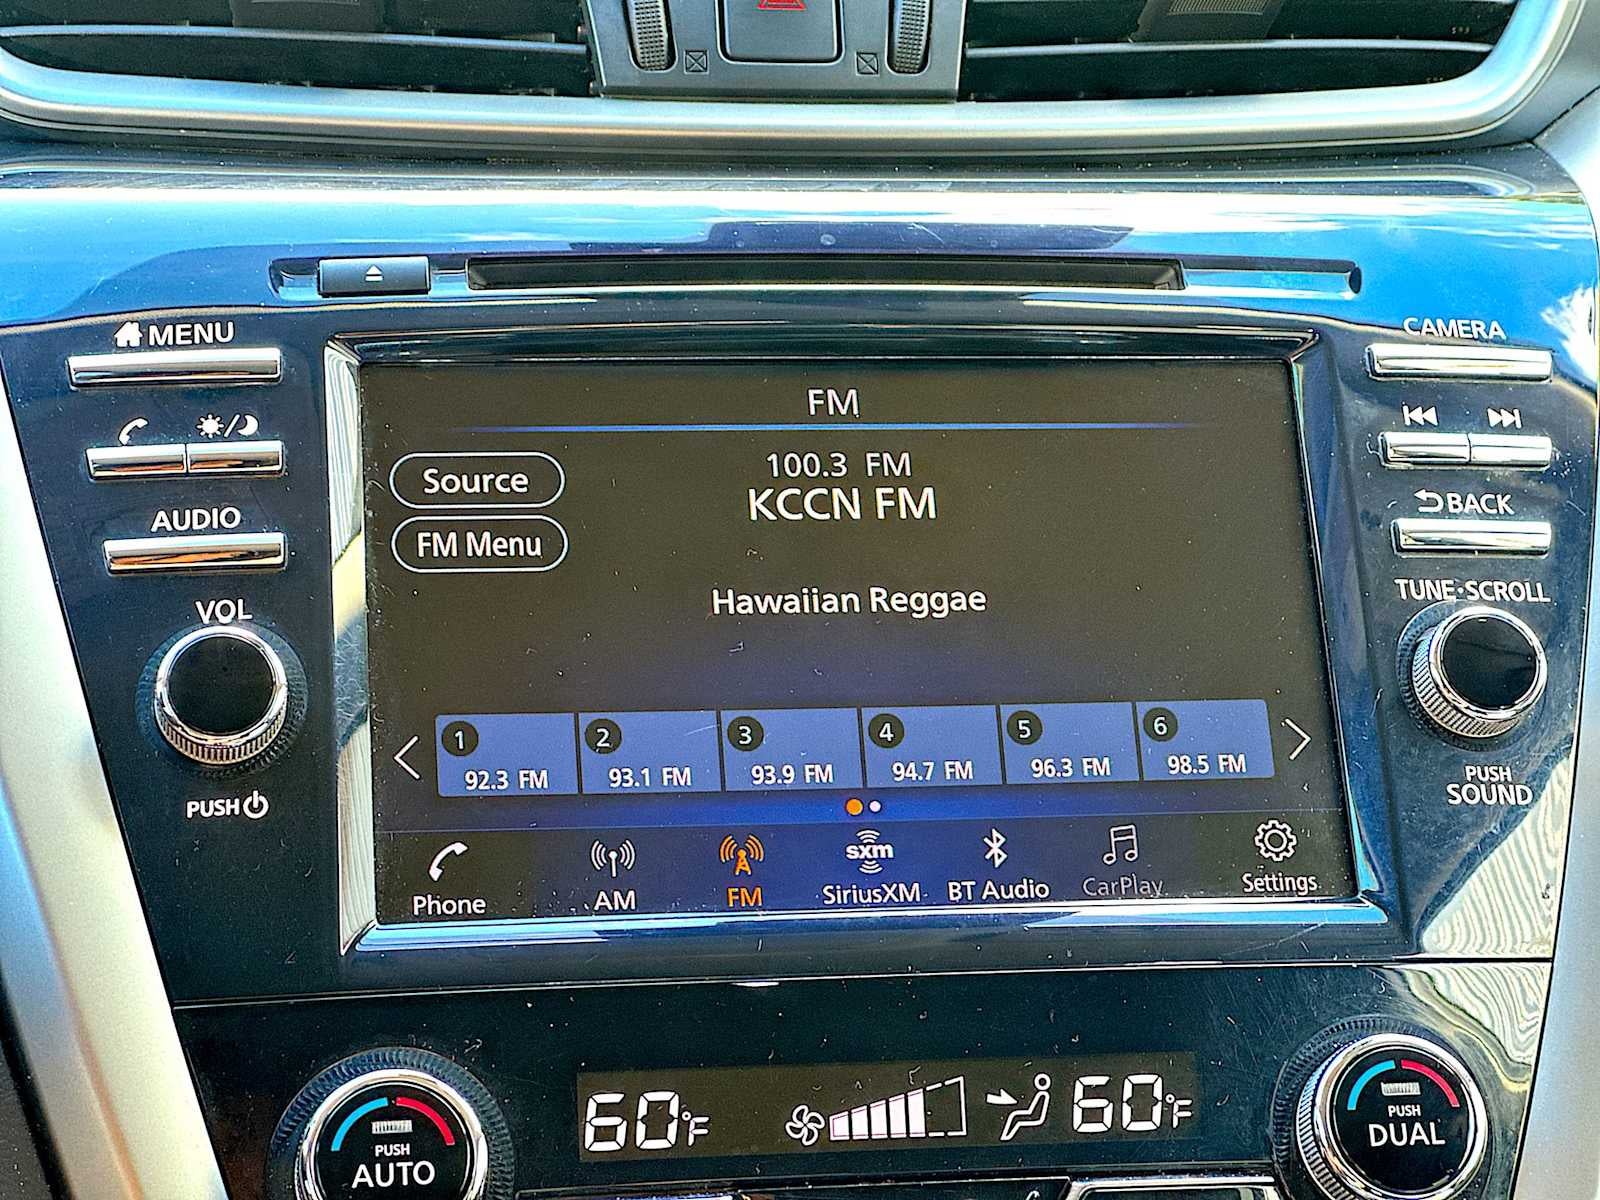 MENU
CAMERA
FM
Source
100.3 FM
KCCN FM
FM Menu
BACK
AUDIO
Hawaiian Reggae
TUNE·SCROLL
VOL
1 2 3 4 5 6
92.3 FM 93.1 FM 93.9 FM 94.7 FM 96.3 FM 98.5 FM
PUSH
PUSH
SOUND
Phone AM FM SiriusXM BT Audio CarPlay Settings
sxm
60°F 60°F
PUSH
AUTO
PUSH
DUAL